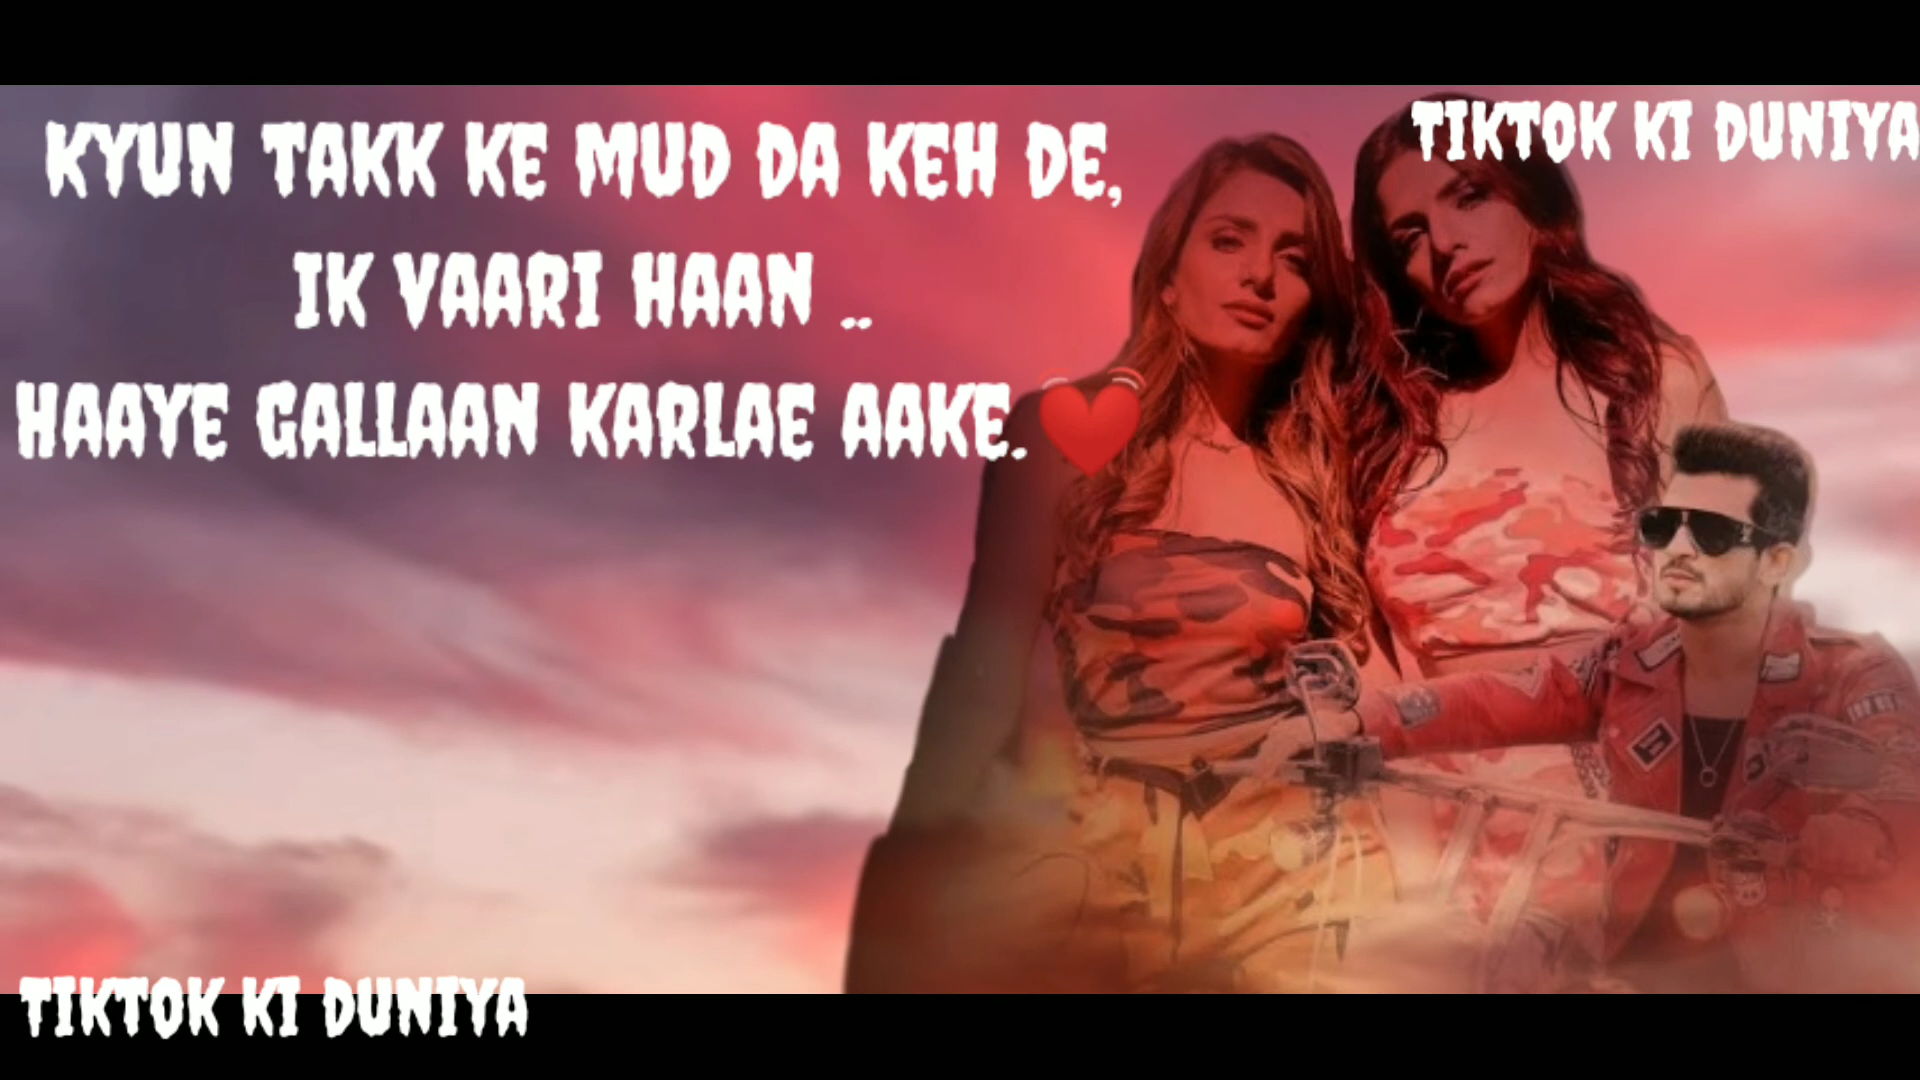 KYUN TAKK KE MUD DA KEH DE,
IK VAARI HAAN ..
HAAYE GALLAAN KARLAE AAKE.
TIKTOK KI DUNIYA
TIKTOK KI DUNIYA